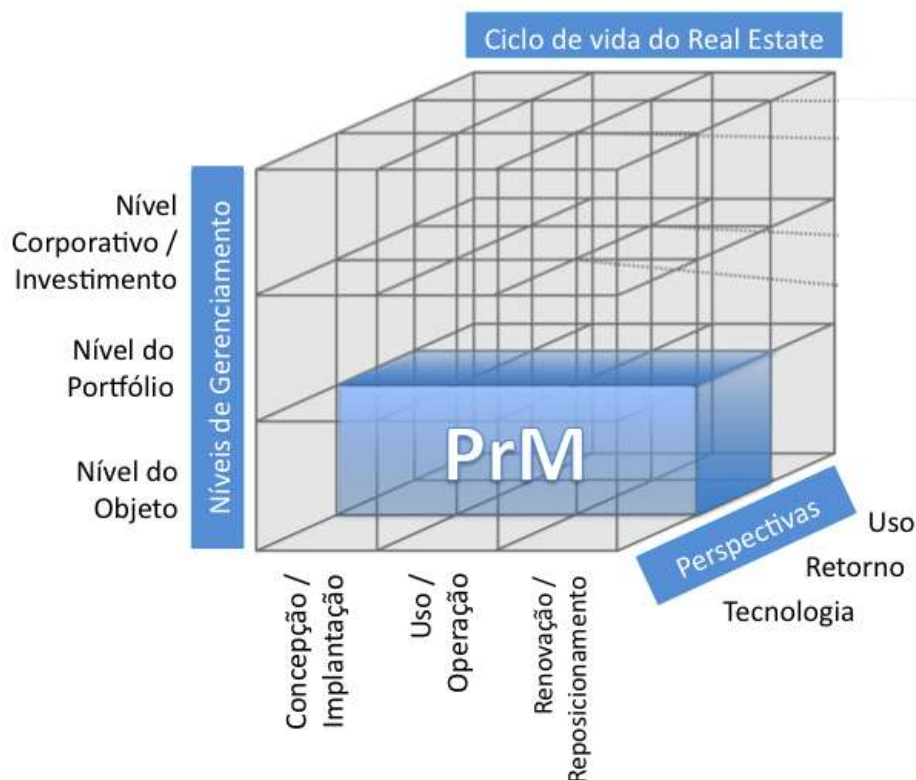 Ciclo de vida do Real Estate
Níveis de Gerenciamento
Nível
Corporativo /
Investimento
Nível do
Portfólio
Nível do
Objeto
PrM
Concepção /
Implantação
Uso /
Operação
Renovação /
Reposicionamento
Perspectivas
Uso
Retorno
Tecnologia